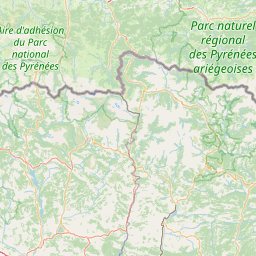 Aire d'adhésion
du Parc
national
des Pyrénées
Parc naturel
régional
des Pyrénées
ariégeoises